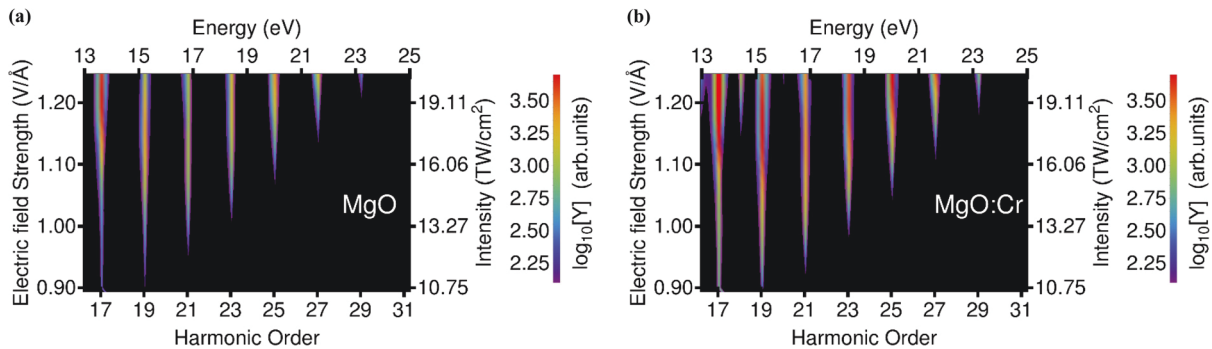 (a)
Energy (eV)
13 15 17 19 21 23 25
Electric field Strength (V/Å)
1.20
1.10
1.00
0.90
MgO
19.11
16.06
13.27
10.75
Intensity (TW/cm²)
3.50
3.25
3.00
2.75
2.50
2.25
log₁₀[Y] (arb.units)
17 19 21 23 25 27 29 31
Harmonic Order
(b)
Energy (eV)
13 15 17 19 21 23 25
Electric field Strength (V/Å)
1.20
1.10
1.00
0.90
MgO:Cr
19.11
16.06
13.27
10.75
Intensity (TW/cm²)
3.50
3.25
3.00
2.75
2.50
2.25
log₁₀[Y] (arb.units)
17 19 21 23 25 27 29 31
Harmonic Order